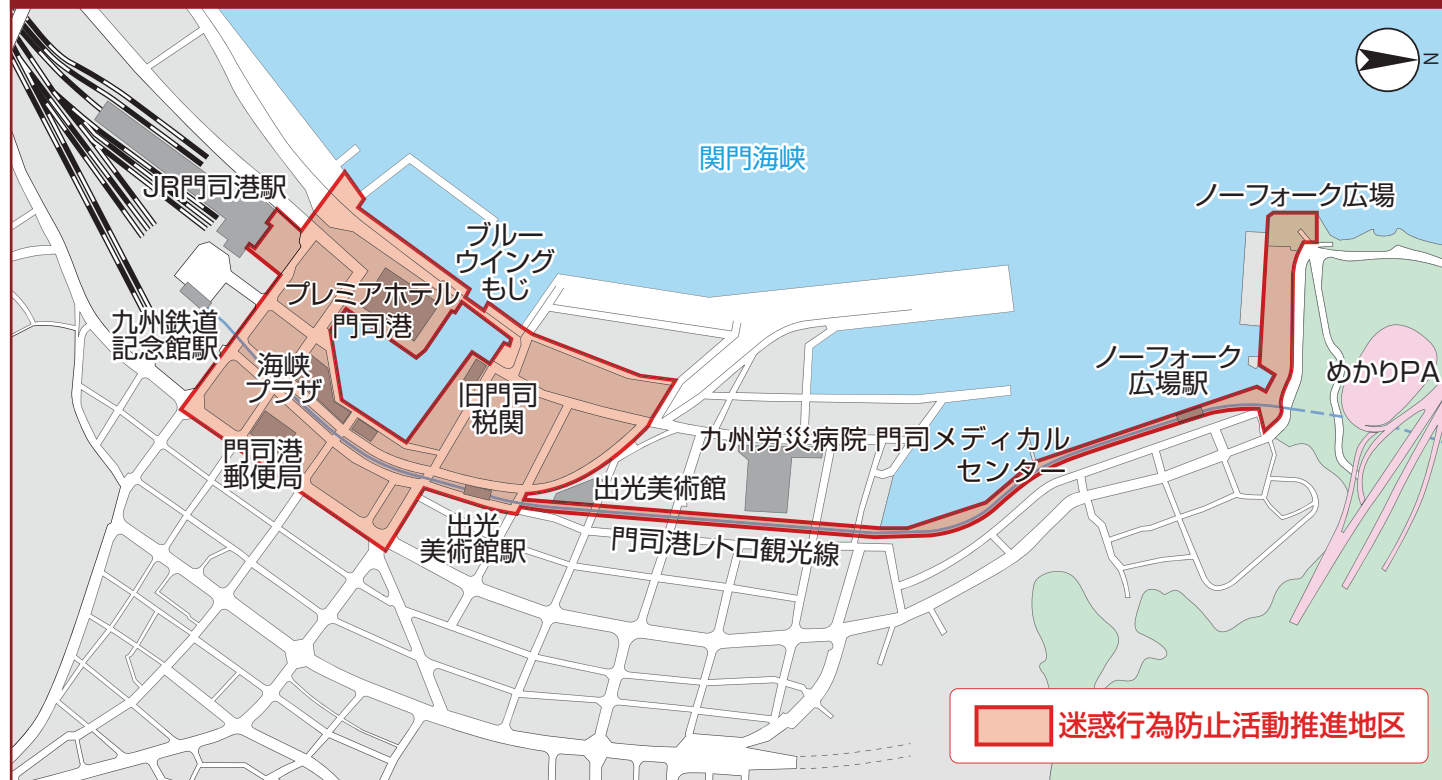 N
関門海峡
ノーフォーク広場
JR門司港駅
ブルー
ウイング
もじ
プレミアホテル
門司港
九州鉄道
記念館駅
海峡
プラザ
旧門司
税関
ノーフォーク
広場駅
めかりPA
門司港
郵便局
九州労災病院 門司メディカル
センター
出光美術館
出光
美術館駅
門司港レトロ観光線
迷惑行為防止活動推進地区